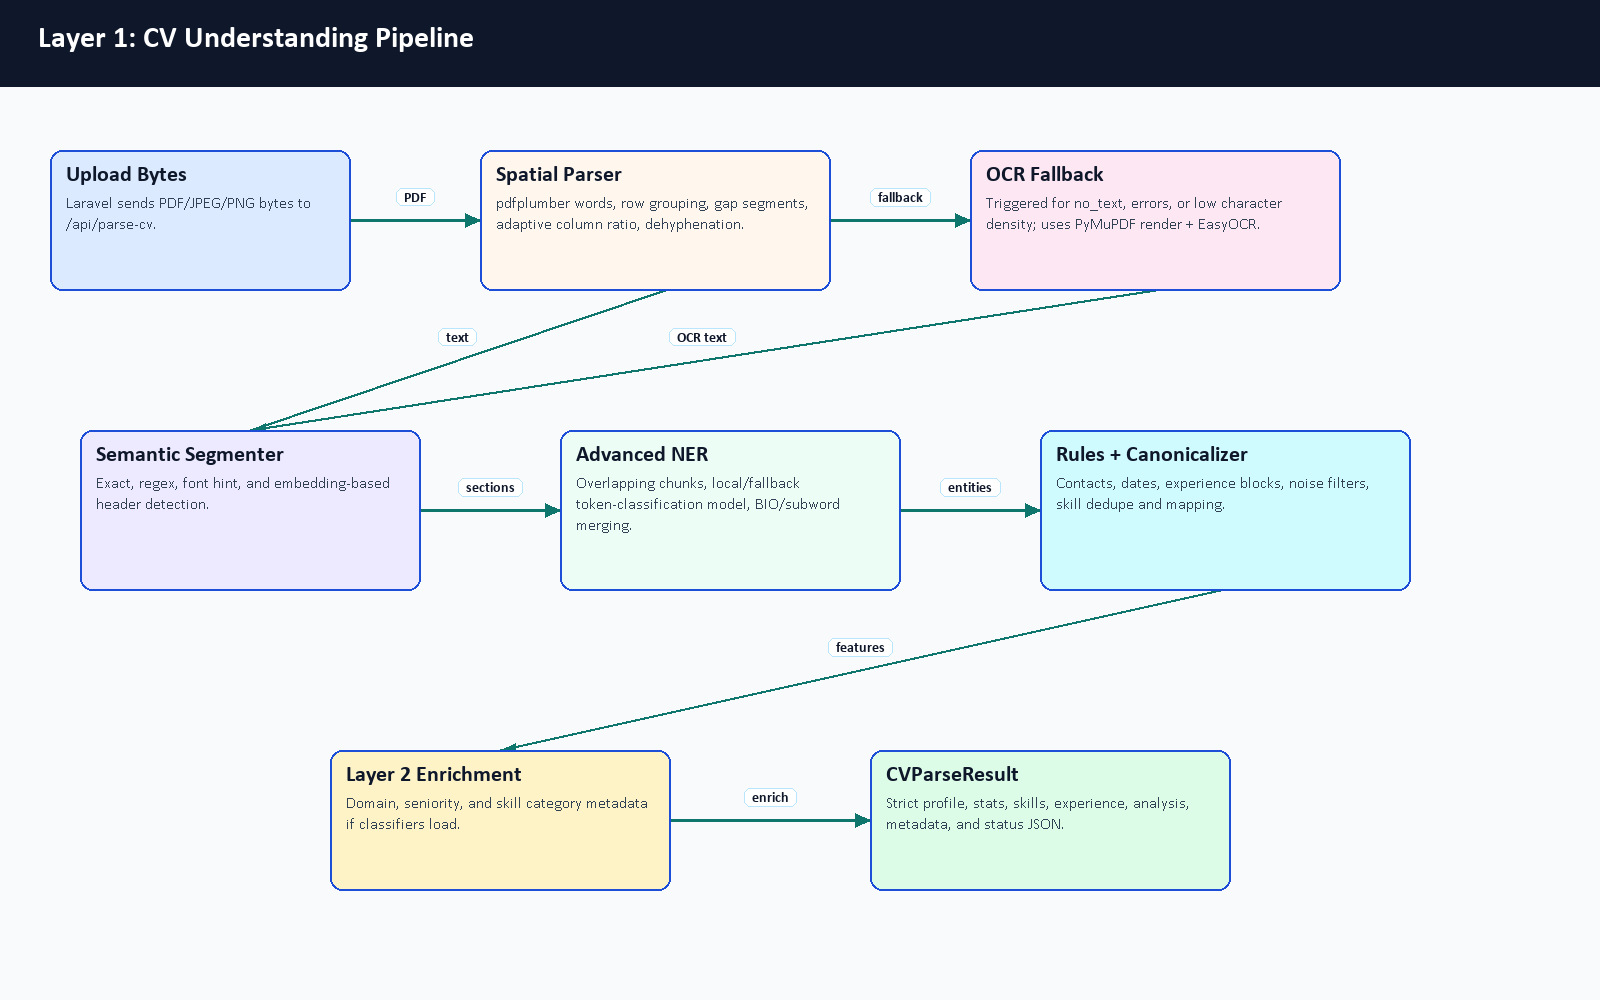 Layer 1: CV Understanding Pipeline
Upload Bytes
Laravel sends PDF/JPEG/PNG bytes to
/api/parse-cv.
PDF
Spatial Parser
pdfplumber words, row grouping, gap segments,
adaptive column ratio, dehyphenation.
fallback
OCR Fallback
Triggered for no_text, errors, or low character
density; uses PyMuPDF render + EasyOCR.
text
OCR text
Semantic Segmenter
Exact, regex, font hint, and embedding-based
header detection.
sections
Advanced NER
Overlapping chunks, local/fallback
token-classification model, BIO/subword
merging.
entities
Rules + Canonicalizer
Contacts, dates, experience blocks, noise filters,
skill dedupe and mapping.
features
Layer 2 Enrichment
Domain, seniority, and skill category metadata
if classifiers load.
enrich
CVParseResult
Strict profile, stats, skills, experience, analysis,
metadata, and status JSON.